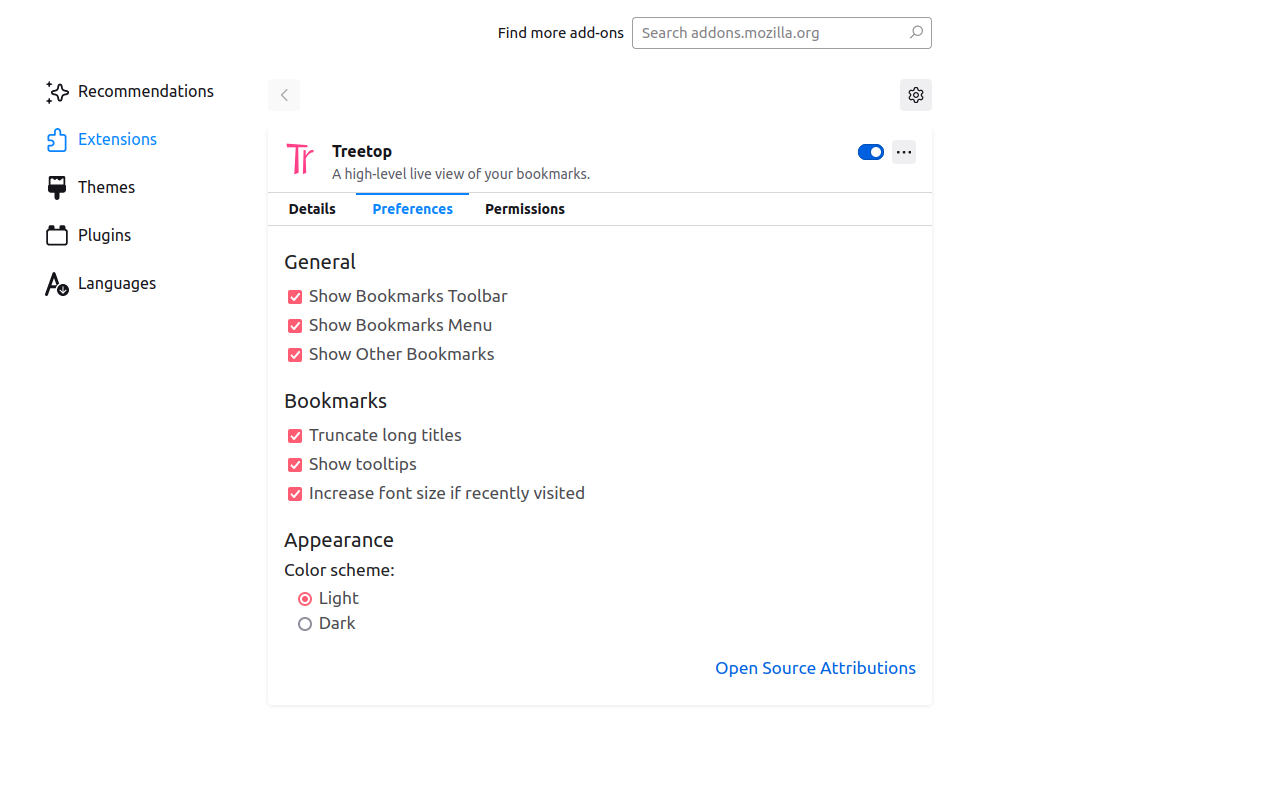 Find more add-ons
Search addons.mozilla.org
Recommendations
Extensions
Themes
Plugins
Languages
Tr
Treetop
A high-level live view of your bookmarks.
Details
Preferences
Permissions
General
Show Bookmarks Toolbar
Show Bookmarks Menu
Show Other Bookmarks
Bookmarks
Truncate long titles
Show tooltips
Increase font size if recently visited
Appearance
Color scheme:
Light
Dark
Open Source Attributions